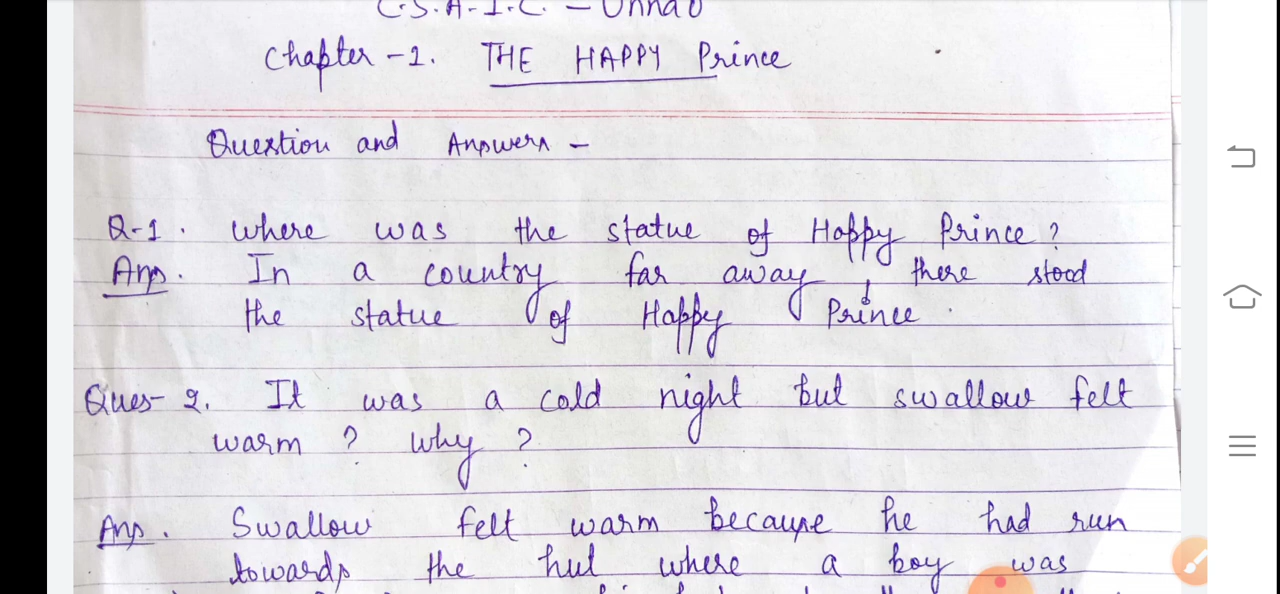 C.S.A.I.C. - Unnao
Chapter - 1. THE HAPPY Prince
Question and Answers -
Q-1. where was the statue of Happy Prince?
Ans. In a country far away, there stood
the statue of Happy Prince.
Ques- 2. It was a cold night but swallow felt
warm? why?
Ans. Swallow felt warm because he had run
towards the hut where a boy was